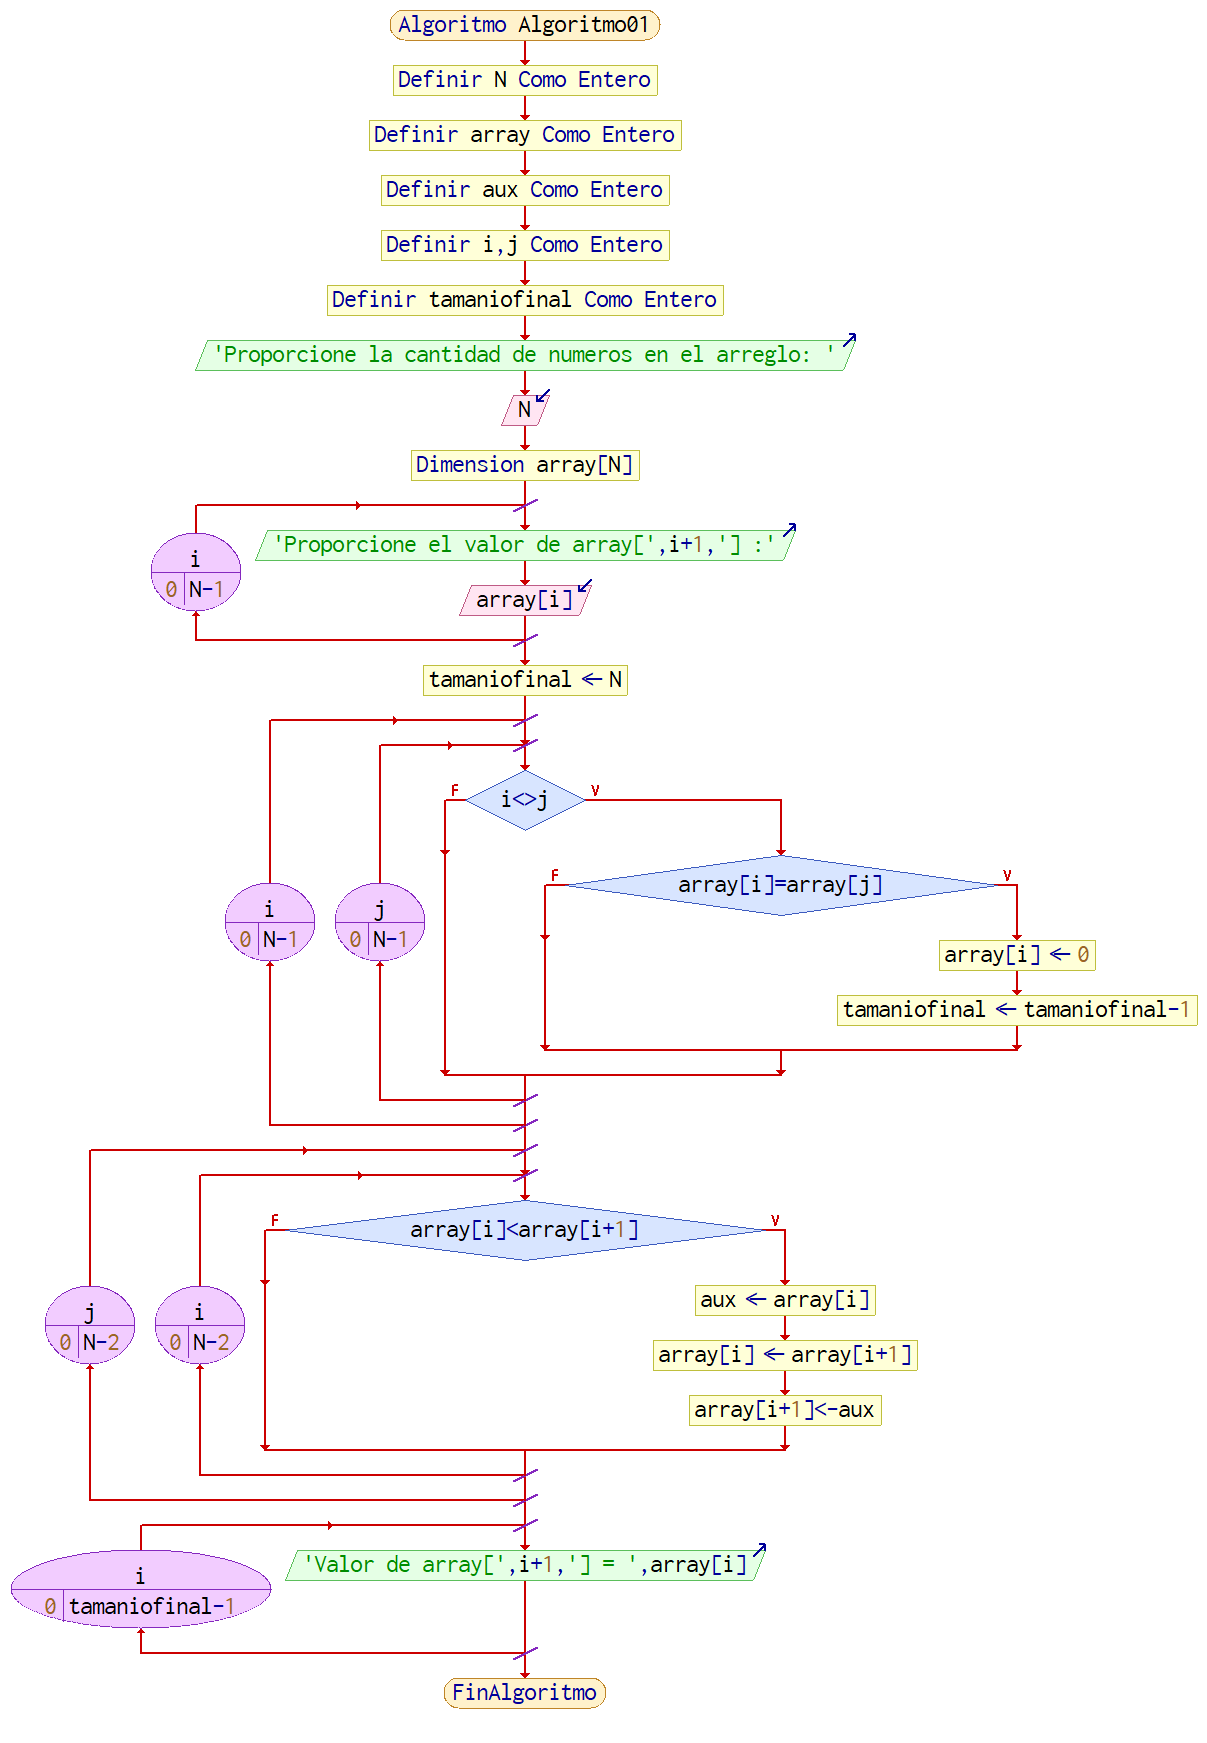 Algoritmo Algoritmo01
Definir N Como Entero
Definir array Como Entero
Definir aux Como Entero
Definir i,j Como Entero
Definir tamaniofinal Como Entero
'Proporcione la cantidad de numeros en el arreglo: '
N
Dimension array[N]
i
0 N-1
'Proporcione el valor de array[',i+1,'] :'
array[i]
tamaniofinal ← N
i
0 N-1
j
0 N-1
F i<>j V
F array[i]=array[j] V
array[i] ← 0
tamaniofinal ← tamaniofinal-1
j
0 N-2
i
0 N-2
F array[i]<array[i+1] V
aux ← array[i]
array[i] ← array[i+1]
array[i+1]<-aux
i
0 tamaniofinal-1
'Valor de array[',i+1,'] = ',array[i]
FinAlgoritmo